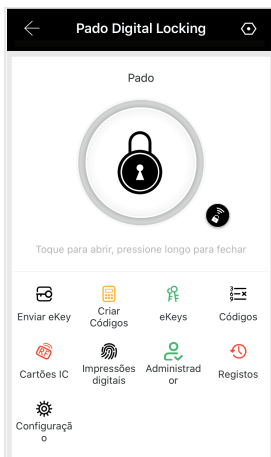 Pado Digital Locking
Pado
Toque para abrir, pressione longo para fechar
Enviar eKey
Criar
Códigos
eKeys
Códigos
Cartões IC
Impressões
digitais
Administrad
or
Registos
Configuraçã
o